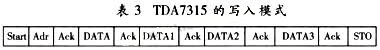 表 3 TDA7315 的写入模式
Start Adr Ack DATA Ack DATA1 Ack DATA2 Ack DATA3 Ack STO